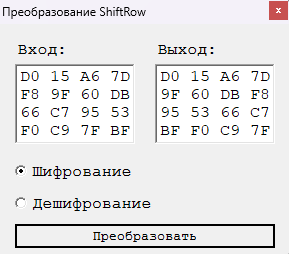 Преобразование ShiftRow
x
Вход: Выход:
D0 15 A6 7D D0 15 A6 7D
F8 9F 60 DB 9F 60 DB F8
66 C7 95 53 95 53 66 C7
F0 C9 7F BF BF F0 C9 7F
Шифрование
Дешифрование
Преобразовать